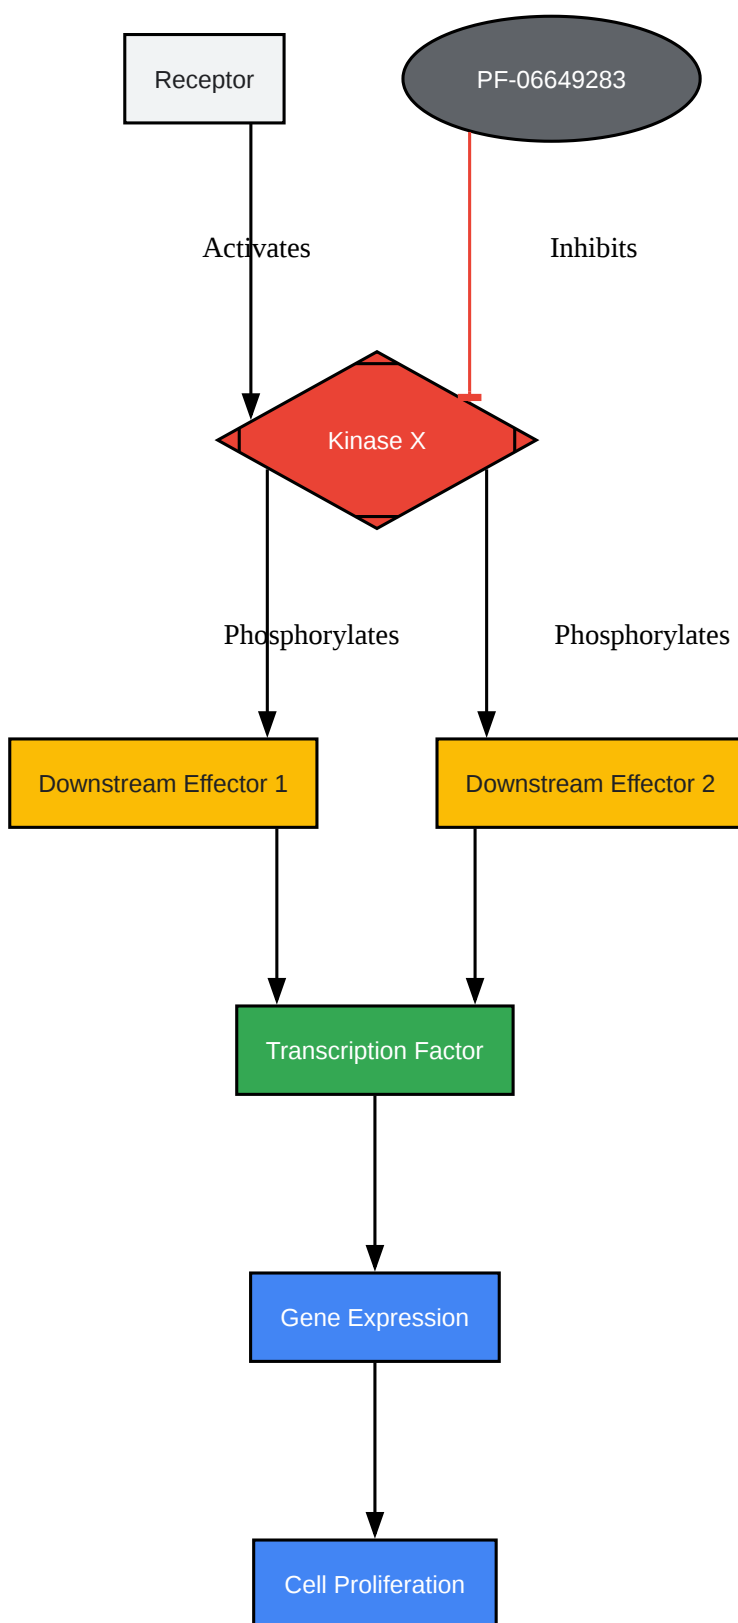 Receptor
PF-06649283
Activates
Inhibits
Kinase X
Phosphorylates
Phosphorylates
Downstream Effector 1
Downstream Effector 2
Transcription Factor
Gene Expression
Cell Proliferation